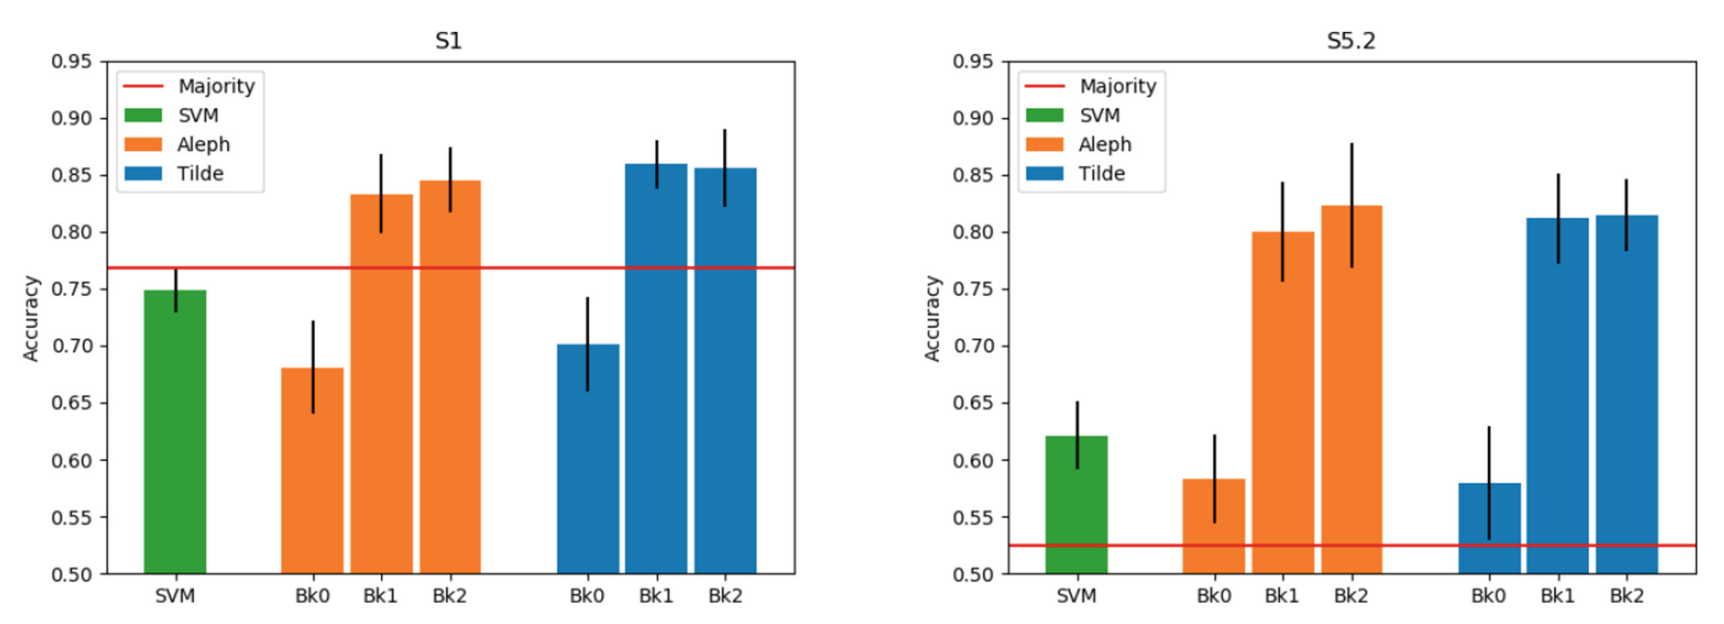 S1
0.95
0.90
0.85
0.80
0.75
0.70
0.65
0.60
0.55
0.50
Accuracy
Majority
SVM
Aleph
Tilde
SVM Bk0 Bk1 Bk2 Bk0 Bk1 Bk2
S5.2
0.95
0.90
0.85
0.80
0.75
0.70
0.65
0.60
0.55
0.50
Accuracy
Majority
SVM
Aleph
Tilde
SVM Bk0 Bk1 Bk2 Bk0 Bk1 Bk2